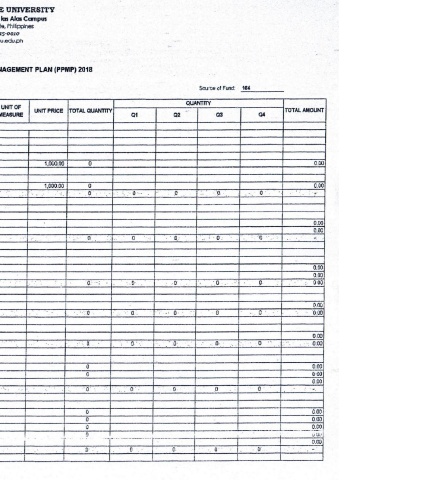 E UNIVERSITY
las Alas Campus
Philippines
u.edu.ph
NAGEMENT PLAN (PPMP) 2018
Source of Fund: 164
UNIT OF MEASURE UNIT PRICE TOTAL QUANTITY QUANTITY TOTAL AMOUNT
Q1 Q2 Q3 Q4
1,000.00 0 0.00
1,000.00 0 0.00
0 0 0 0 0 -
0.00
0.00
0 0 0 0 0 -
0.00
0.00
0 0 0 0 0 0.00
0.00
0 0 0 0 0 0.00
0.00
0 0 0 0 0 0.00
0 0.00
0 0.00
0.00
0 0 0 0 0 -
0 0.00
0 0.00
0 0.00
0
0.00
0 0 0 0 0 -